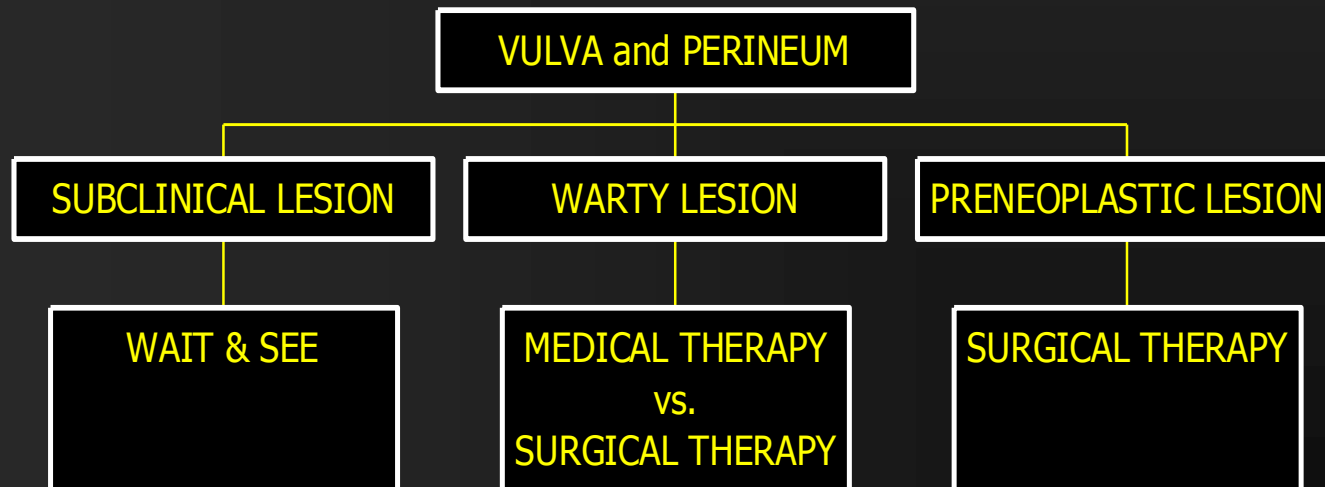 VULVA and PERINEUM
SUBCLINICAL LESION
WARTY LESION
PRENEOPLASTIC LESION
WAIT & SEE
MEDICAL THERAPY
vs.
SURGICAL THERAPY
SURGICAL THERAPY